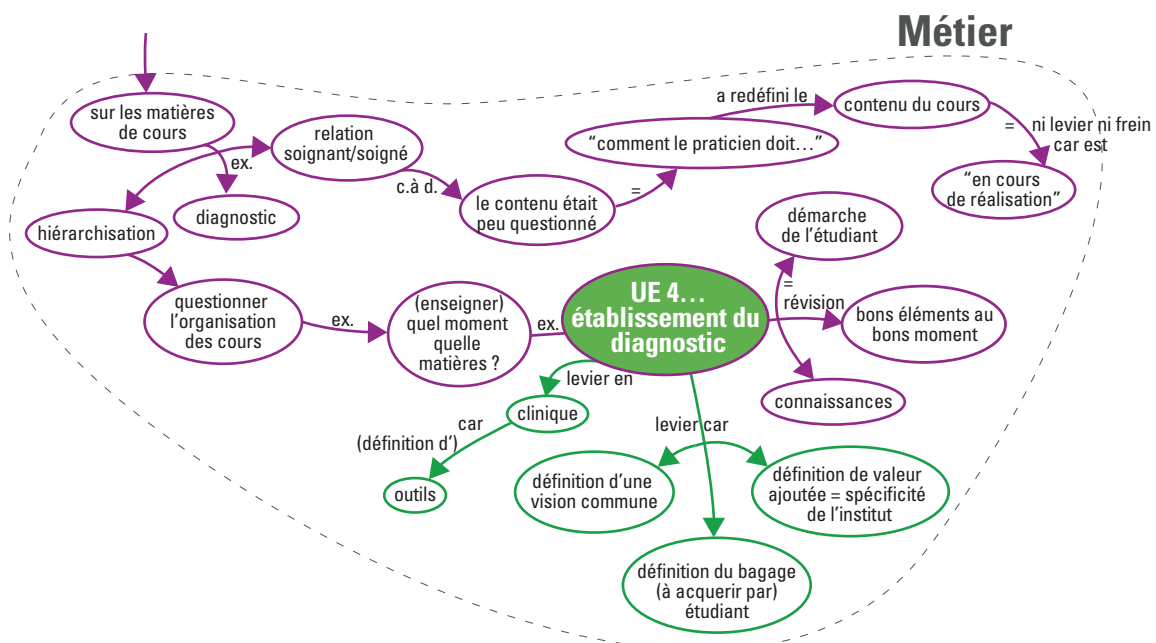 Métier
sur les matières
de cours
ex.
diagnostic
relation
soignant/soigné
c.à d.
le contenu était
peu questionné
=
“comment le praticien doit…”
a redéfini le
contenu du cours
= ni levier ni frein
car est
“en cours
de réalisation”
hiérarchisation
questionner
l’organisation
des cours
ex.
(enseigner)
quel moment
quelle
matières ?
ex.
UE 4…
établissement du
diagnostic
=
révision
démarche
de l’étudiant
bons éléments au
bons moment
connaissances
levier en
clinique
car
(définition d’)
outils
levier car
définition d’une
vision commune
définition de valeur
ajoutée = spécificité
de l’institut
définition du bagage
(à acquerir par)
étudiant